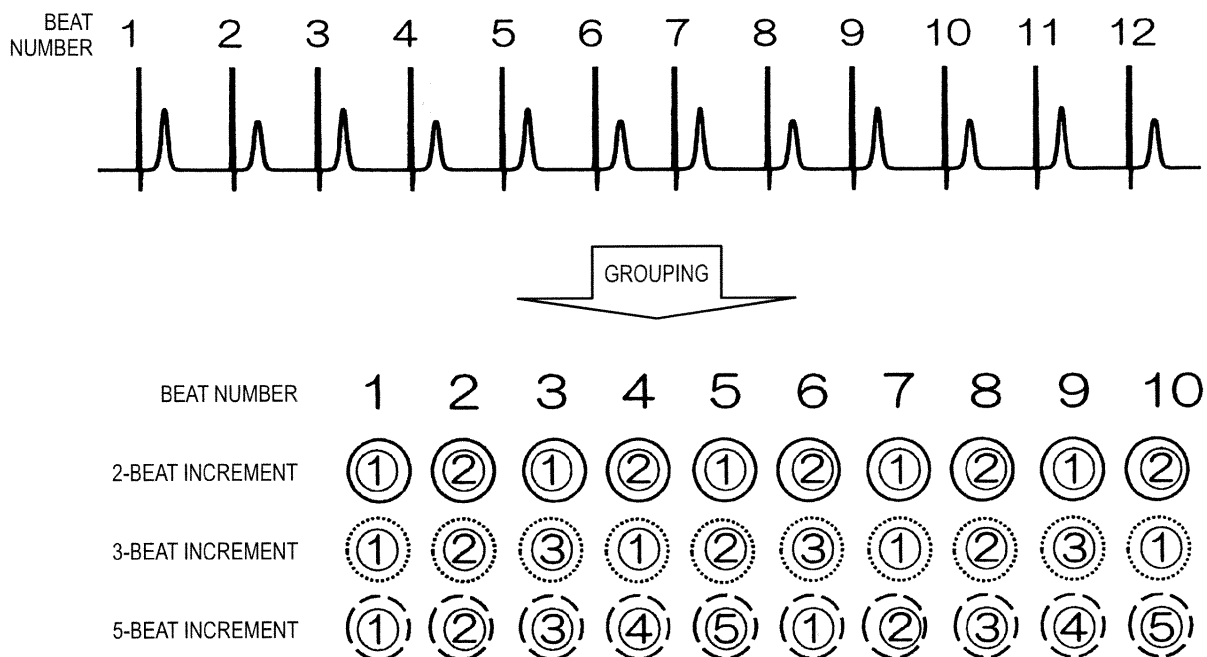 BEAT NUMBER 1 2 3 4 5 6 7 8 9 10 11 12
GROUPING
BEAT NUMBER 1 2 3 4 5 6 7 8 9 10
2-BEAT INCREMENT ① ② ① ② ① ② ① ② ① ②
3-BEAT INCREMENT ① ② ③ ① ② ③ ① ② ③ ①
5-BEAT INCREMENT ① ② ③ ④ ⑤ ① ② ③ ④ ⑤